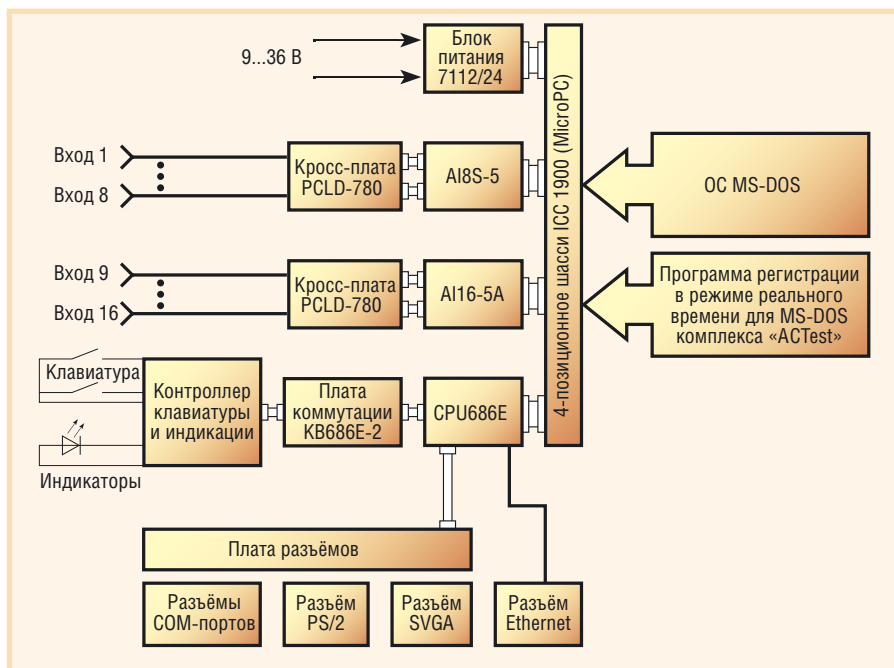 9...36 В
Блок
питания
7112/24
4-позиционное шасси ICC 1900 (MicroPC)
Вход 1
Вход 8
Кросс-плата
PCLD-780
AI8S-5
ОС MS-DOS
Вход 9
Вход 16
Кросс-плата
PCLD-780
AI16-5A
Программа регистрации
в режиме реального
времени для MS-DOS
комплекса «ACTest»
Клавиатура
Индикаторы
Контроллер
клавиатуры
и индикации
Плата
коммутации
KB686E-2
CPU686E
Плата разъёмов
Разъёмы
COM-портов
Разъём
PS/2
Разъём
SVGA
Разъём
Ethernet